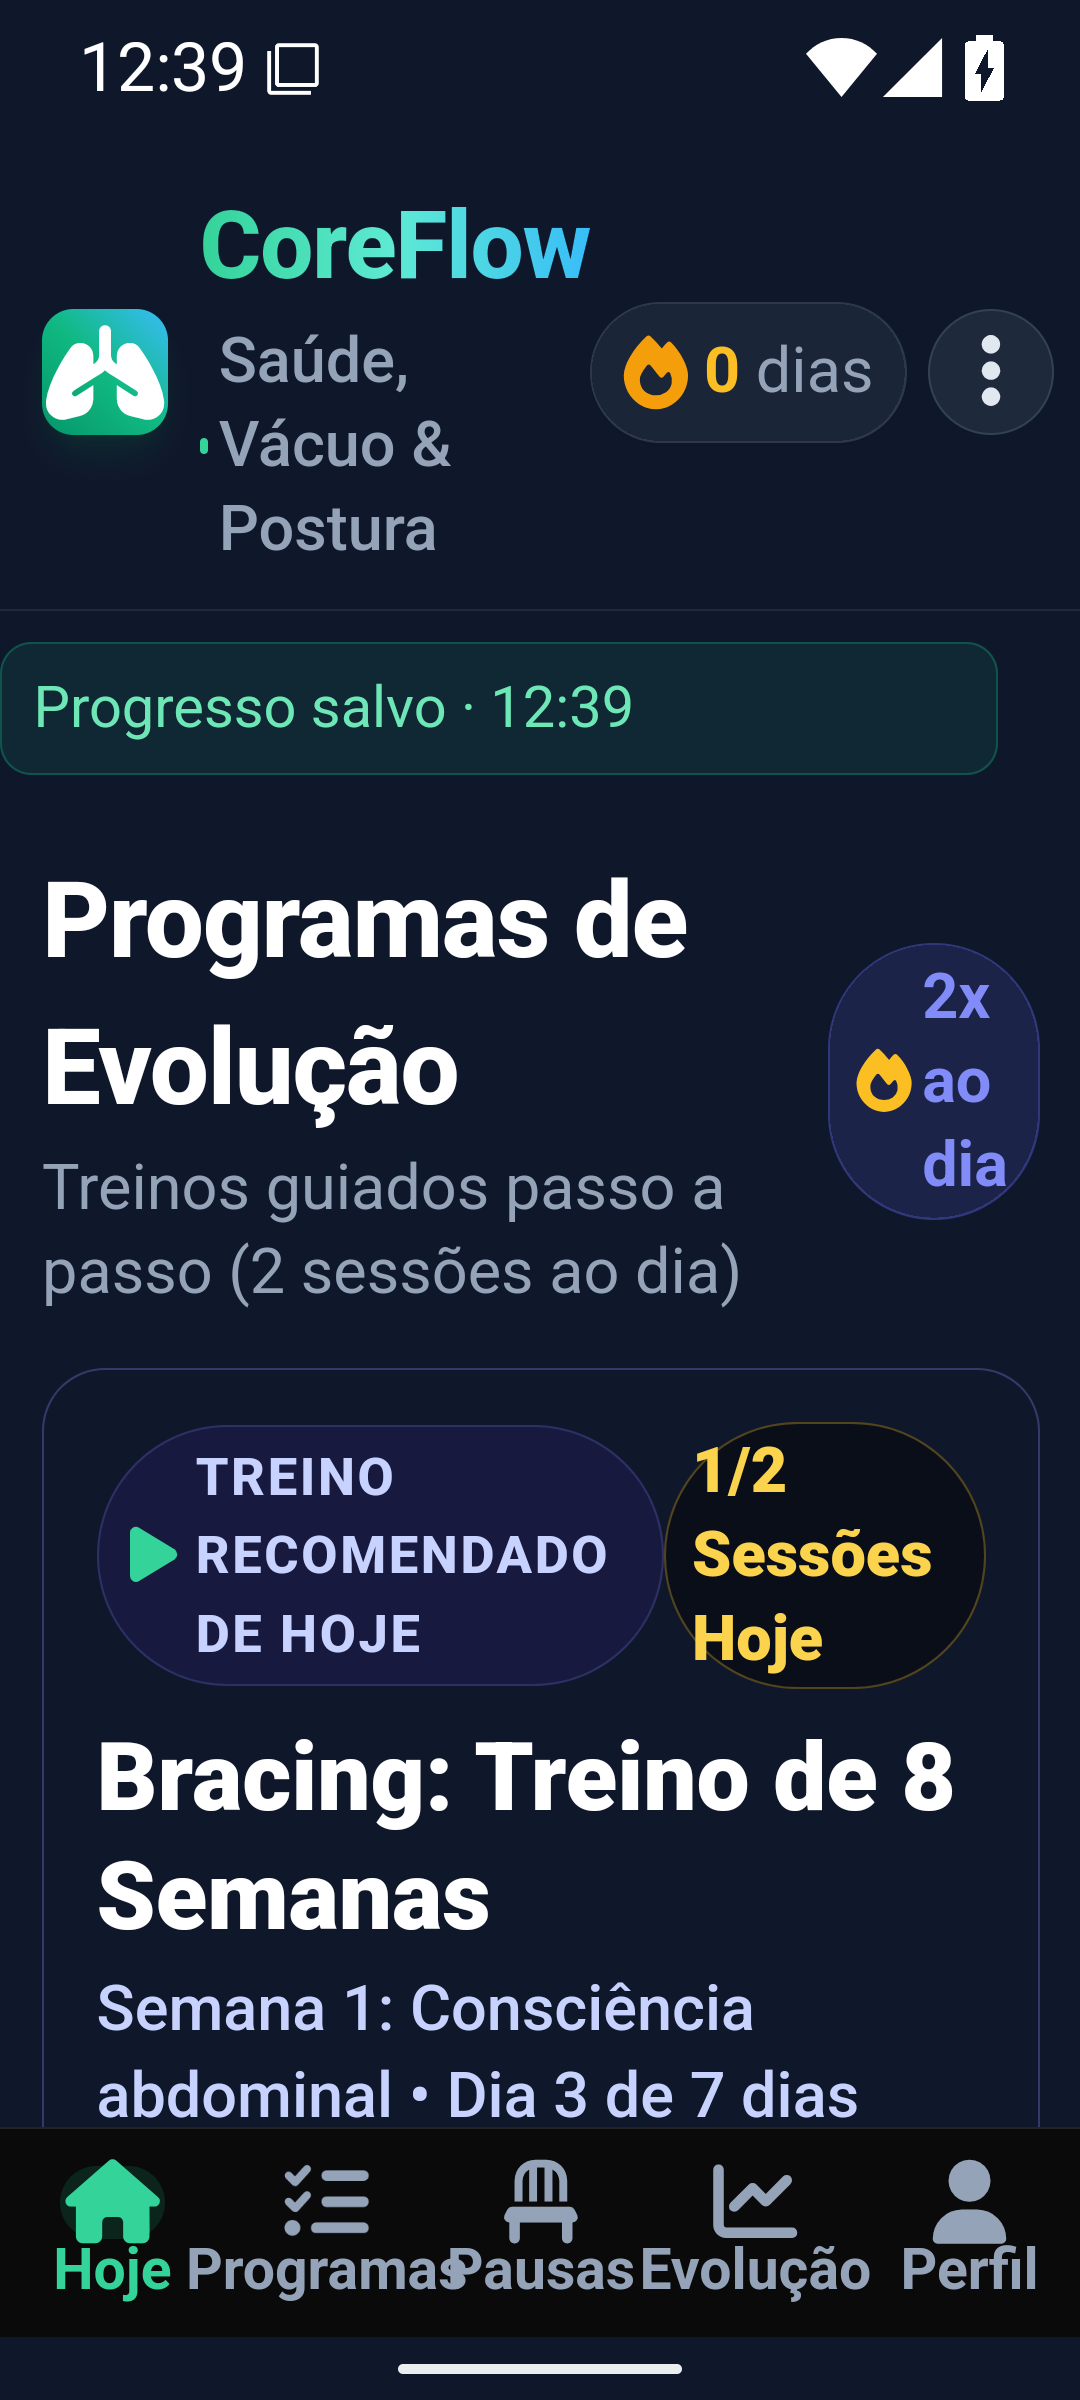 12:39
CoreFlow
Saúde,
Vácuo &
Postura
0 dias
Progresso salvo · 12:39
Programas de
Evolução
Treinos guiados passo a
passo (2 sessões ao dia)
2x
ao
dia
TREINO
RECOMENDADO
DE HOJE
1/2
Sessões
Hoje
Bracing: Treino de 8
Semanas
Semana 1: Consciência
abdominal • Dia 3 de 7 dias
Hoje
Programas
Pausas
Evolução
Perfil